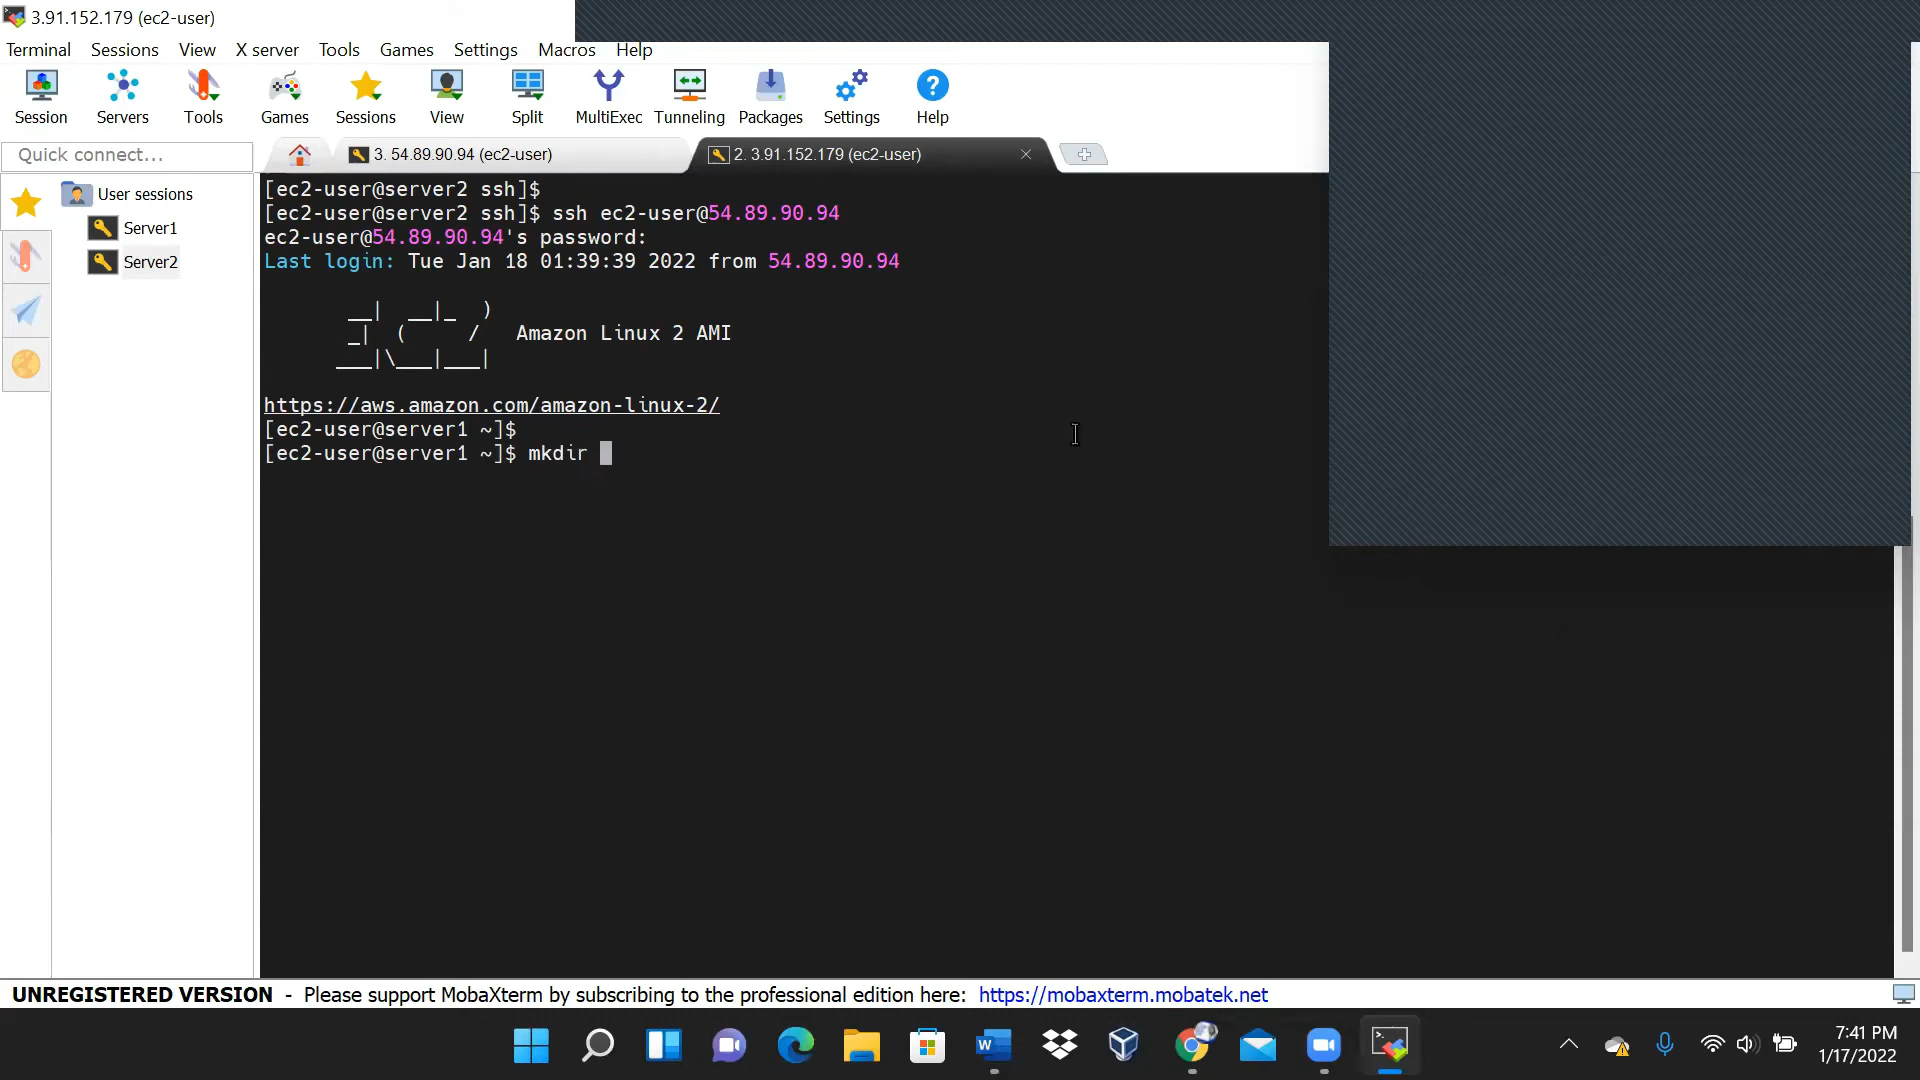 3.91.152.179 (ec2-user)
Terminal Sessions View X server Tools Games Settings Macros Help
Session Servers Tools Games Sessions View Split MultiExec Tunneling Packages Settings Help
Quick connect...
3. 54.89.90.94 (ec2-user)
2. 3.91.152.179 (ec2-user)
User sessions
Server1
Server2
[ec2-user@server2 ssh]$
[ec2-user@server2 ssh]$ ssh ec2-user@54.89.90.94
ec2-user@54.89.90.94's password:
Last login: Tue Jan 18 01:39:39 2022 from 54.89.90.94
__|  __|_  )
_|  (     /   Amazon Linux 2 AMI
___|\___|___|
https://aws.amazon.com/amazon-linux-2/
[ec2-user@server1 ~]$
[ec2-user@server1 ~]$ mkdir
UNREGISTERED VERSION - Please support MobaXterm by subscribing to the professional edition here: https://mobaxterm.mobatek.net
7:41 PM
1/17/2022